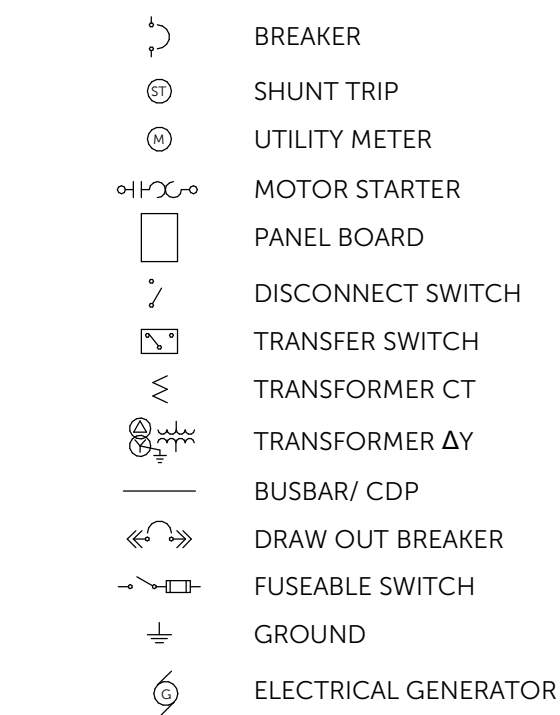 BREAKER
ST SHUNT TRIP
M UTILITY METER
MOTOR STARTER
PANEL BOARD
DISCONNECT SWITCH
TRANSFER SWITCH
TRANSFORMER CT
Δ Y TRANSFORMER ΔY
BUSBAR/ CDP
DRAW OUT BREAKER
FUSEABLE SWITCH
GROUND
G ELECTRICAL GENERATOR